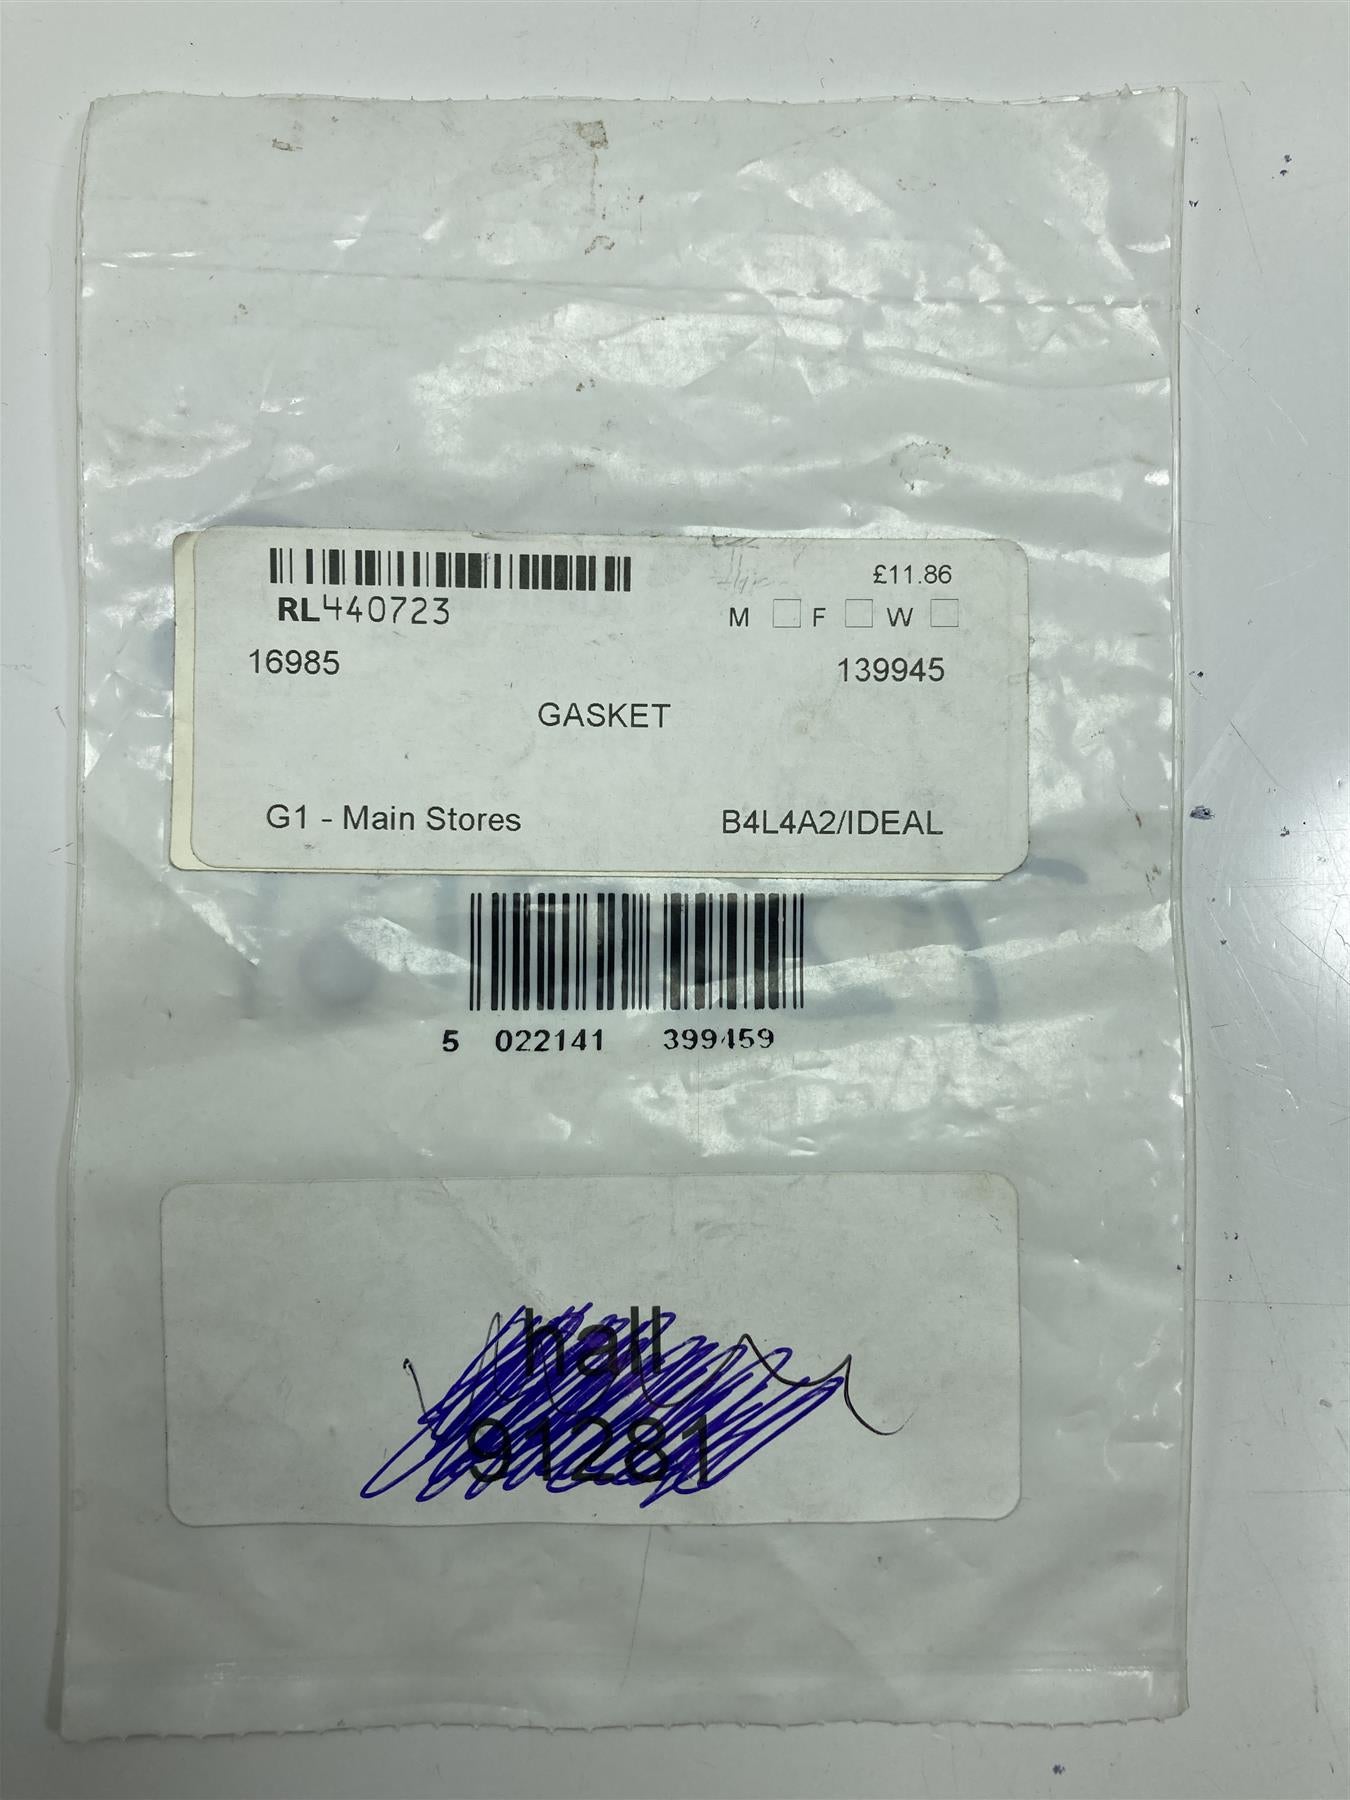 £11.86
RL440723
M F W
16985 139945
GASKET
G1 - Main Stores B4L4A2/IDEAL
5 022141 399459
hall
91281